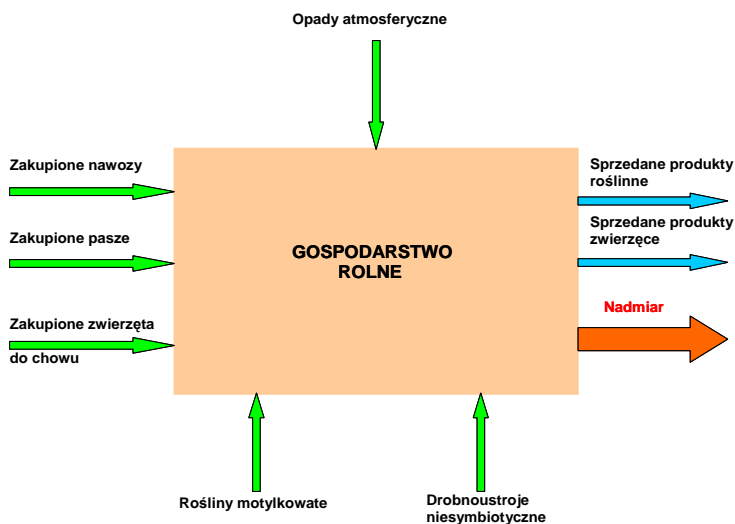 Opady atmosferyczne
Zakupione nawozy
Zakupione pasze
Zakupione zwierzęta
do chowu
GOSPODARSTWO
ROLNE
Sprzedane produkty
roślinne
Sprzedane produkty
zwierzęce
Nadmiar
Rośliny motylkowate
Drobnoustroje
niesymbiotyczne